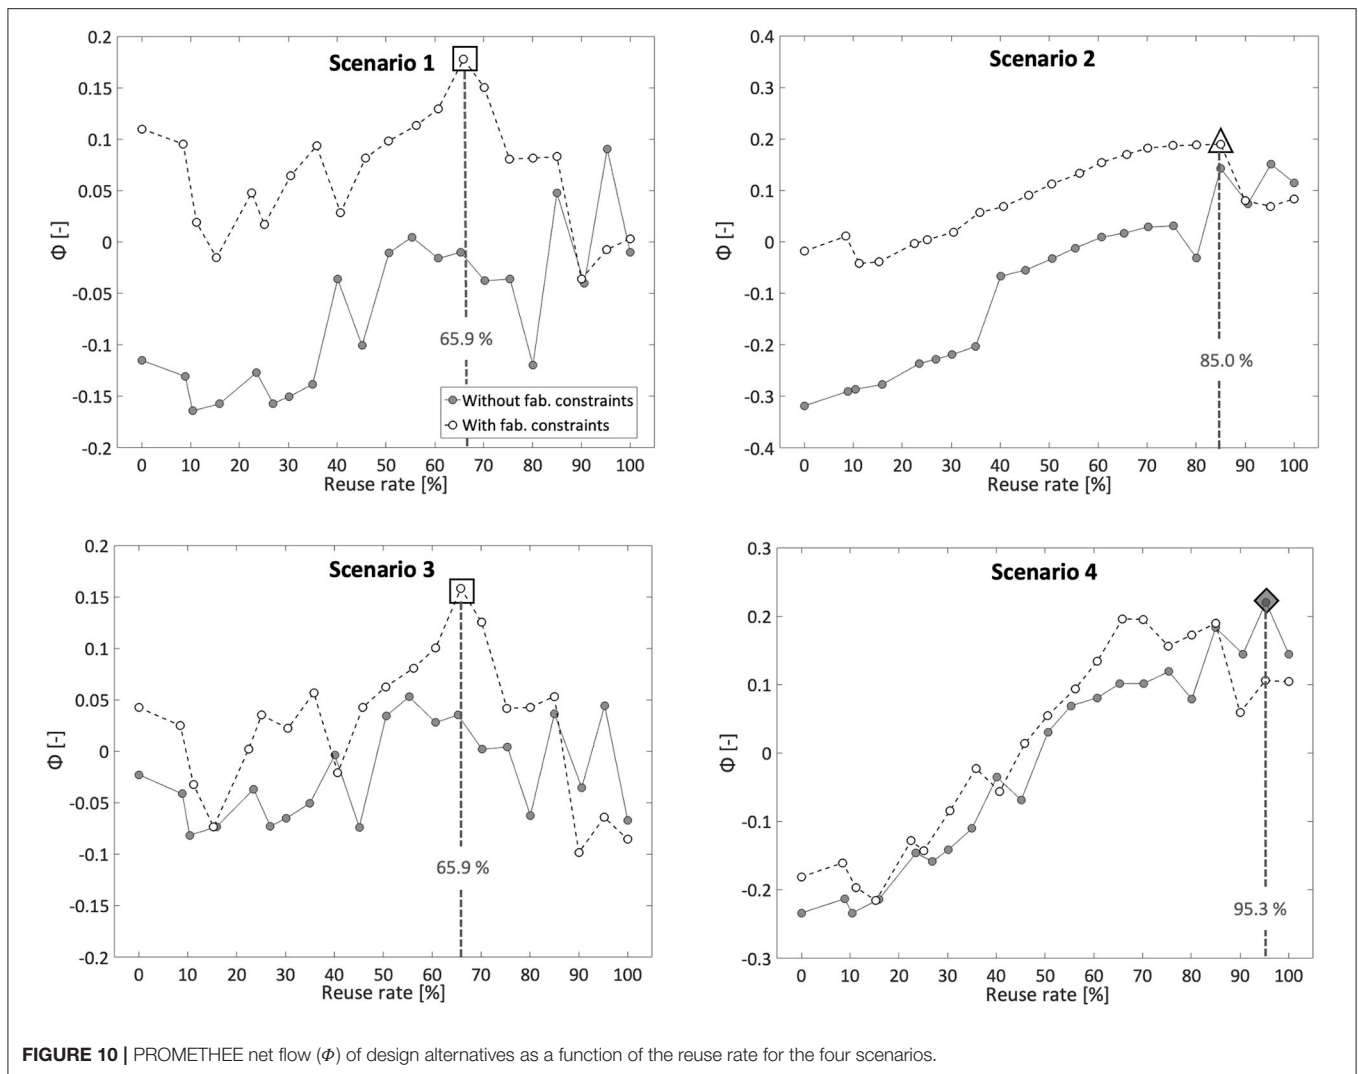 Scenario 1
0.2
0.15
0.1
0.05
0
-0.05
-0.1
-0.15
-0.2
Φ [-]
65.9 %
Without fab. constraints
With fab. constraints
0 10 20 30 40 50 60 70 80 90 100
Reuse rate [%]
Scenario 2
0.4
0.3
0.2
0.1
0
-0.1
-0.2
-0.3
-0.4
Φ [-]
85.0 %
0 10 20 30 40 50 60 70 80 90 100
Reuse rate [%]
Scenario 3
0.2
0.15
0.1
0.05
0
-0.05
-0.1
-0.15
-0.2
Φ [-]
65.9 %
0 10 20 30 40 50 60 70 80 90 100
Reuse rate [%]
Scenario 4
0.3
0.2
0.1
0
-0.1
-0.2
-0.3
Φ [-]
95.3 %
0 10 20 30 40 50 60 70 80 90 100
Reuse rate [%]
FIGURE 10 | PROMETHEE net flow (Φ) of design alternatives as a function of the reuse rate for the four scenarios.